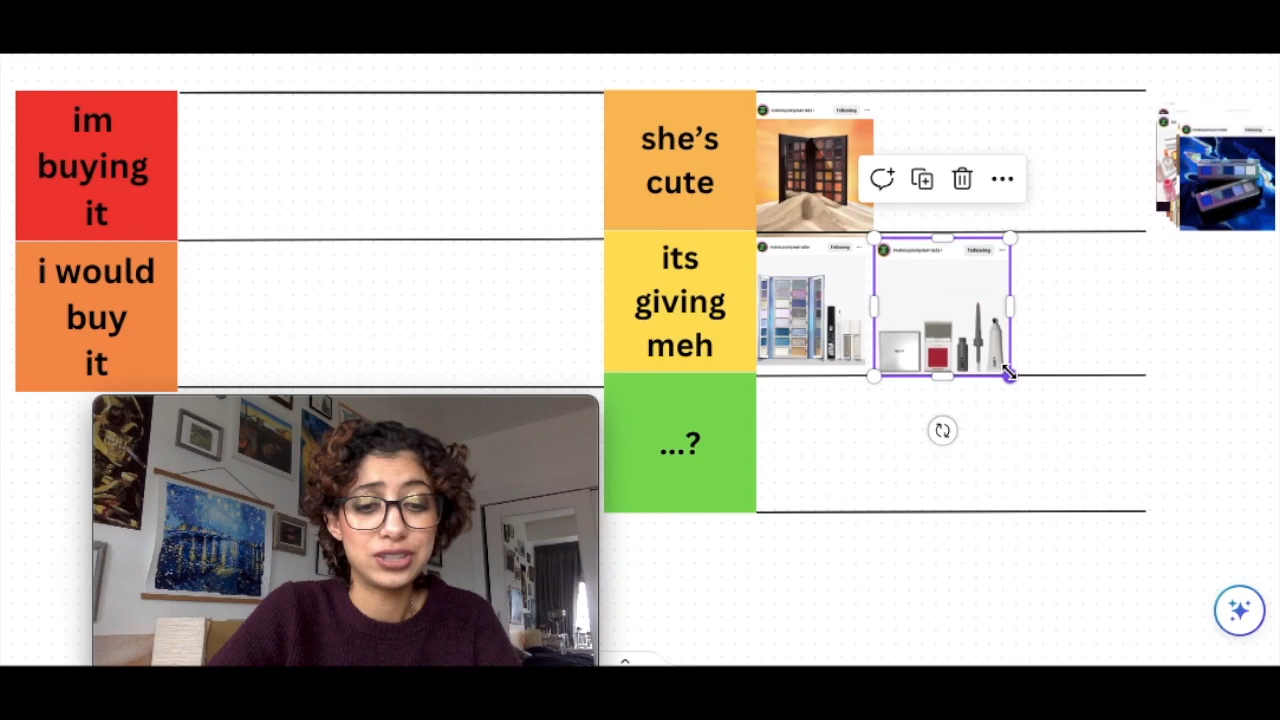 im
buying
it
i would
buy
it
she's
cute
Following
its
giving
meh
Following
Following
...?